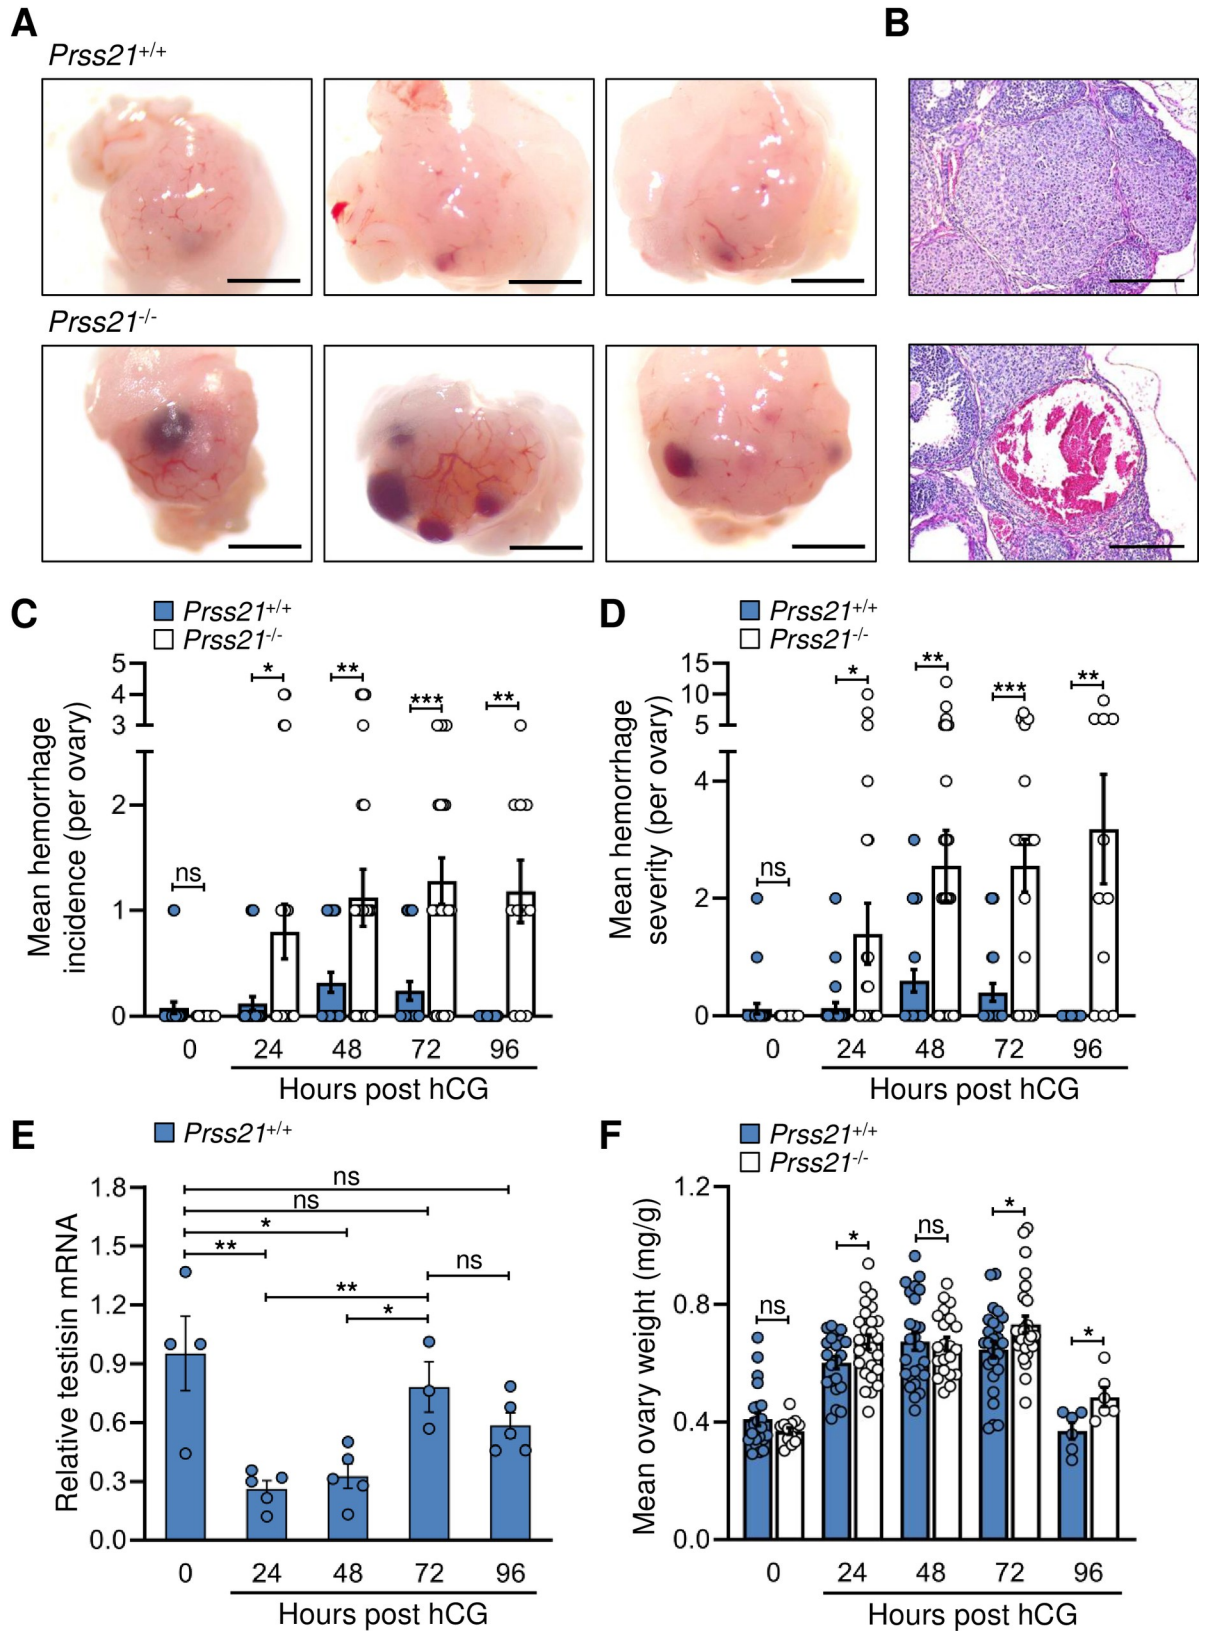 A
B
Prss21+/+
Prss21-/-
C
Prss21+/+
Prss21-/-
Mean hemorrhage
incidence (per ovary)
5
4
3
2
1
0
ns
*
**
***
**
0 24 48 72 96
Hours post hCG
D
Prss21+/+
Prss21-/-
Mean hemorrhage
severity (per ovary)
15
10
5
4
2
0
ns
*
**
***
**
0 24 48 72 96
Hours post hCG
E
Prss21+/+
Relative testisin mRNA
1.8
1.5
1.2
0.9
0.6
0.3
0.0
ns
ns
*
**
ns
**
*
0 24 48 72 96
Hours post hCG
F
Prss21+/+
Prss21-/-
Mean ovary weight (mg/g)
1.2
0.8
0.4
0.0
ns
*
ns
*
*
0 24 48 72 96
Hours post hCG